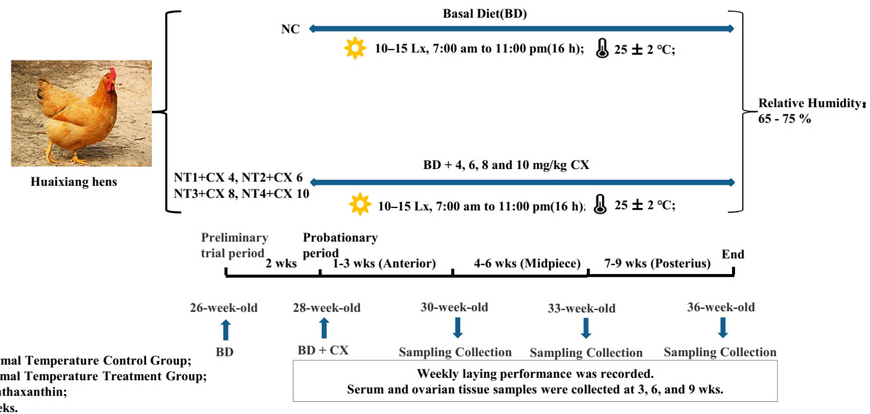 Basal Diet(BD)
NC
10–15 Lx, 7:00 am to 11:00 pm(16 h); 25 ± 2 °C;
Relative Humidity:
65 - 75 %
Huaixiang hens
BD + 4, 6, 8 and 10 mg/kg CX
NT1+CX 4, NT2+CX 6
NT3+CX 8, NT4+CX 10
10–15 Lx, 7:00 am to 11:00 pm(16 h); 25 ± 2 °C;
Preliminary
trial period
Probationary
period
End
2 wks 1-3 wks (Anterior) 4-6 wks (Midpiece) 7-9 wks (Posterius)
26-week-old 28-week-old 30-week-old 33-week-old 36-week-old
BD BD + CX Sampling Collection Sampling Collection Sampling Collection
mal Temperature Control Group;
mal Temperature Treatment Group;
thaxanthin;
eks.
Weekly laying performance was recorded.
Serum and ovarian tissue samples were collected at 3, 6, and 9 wks.